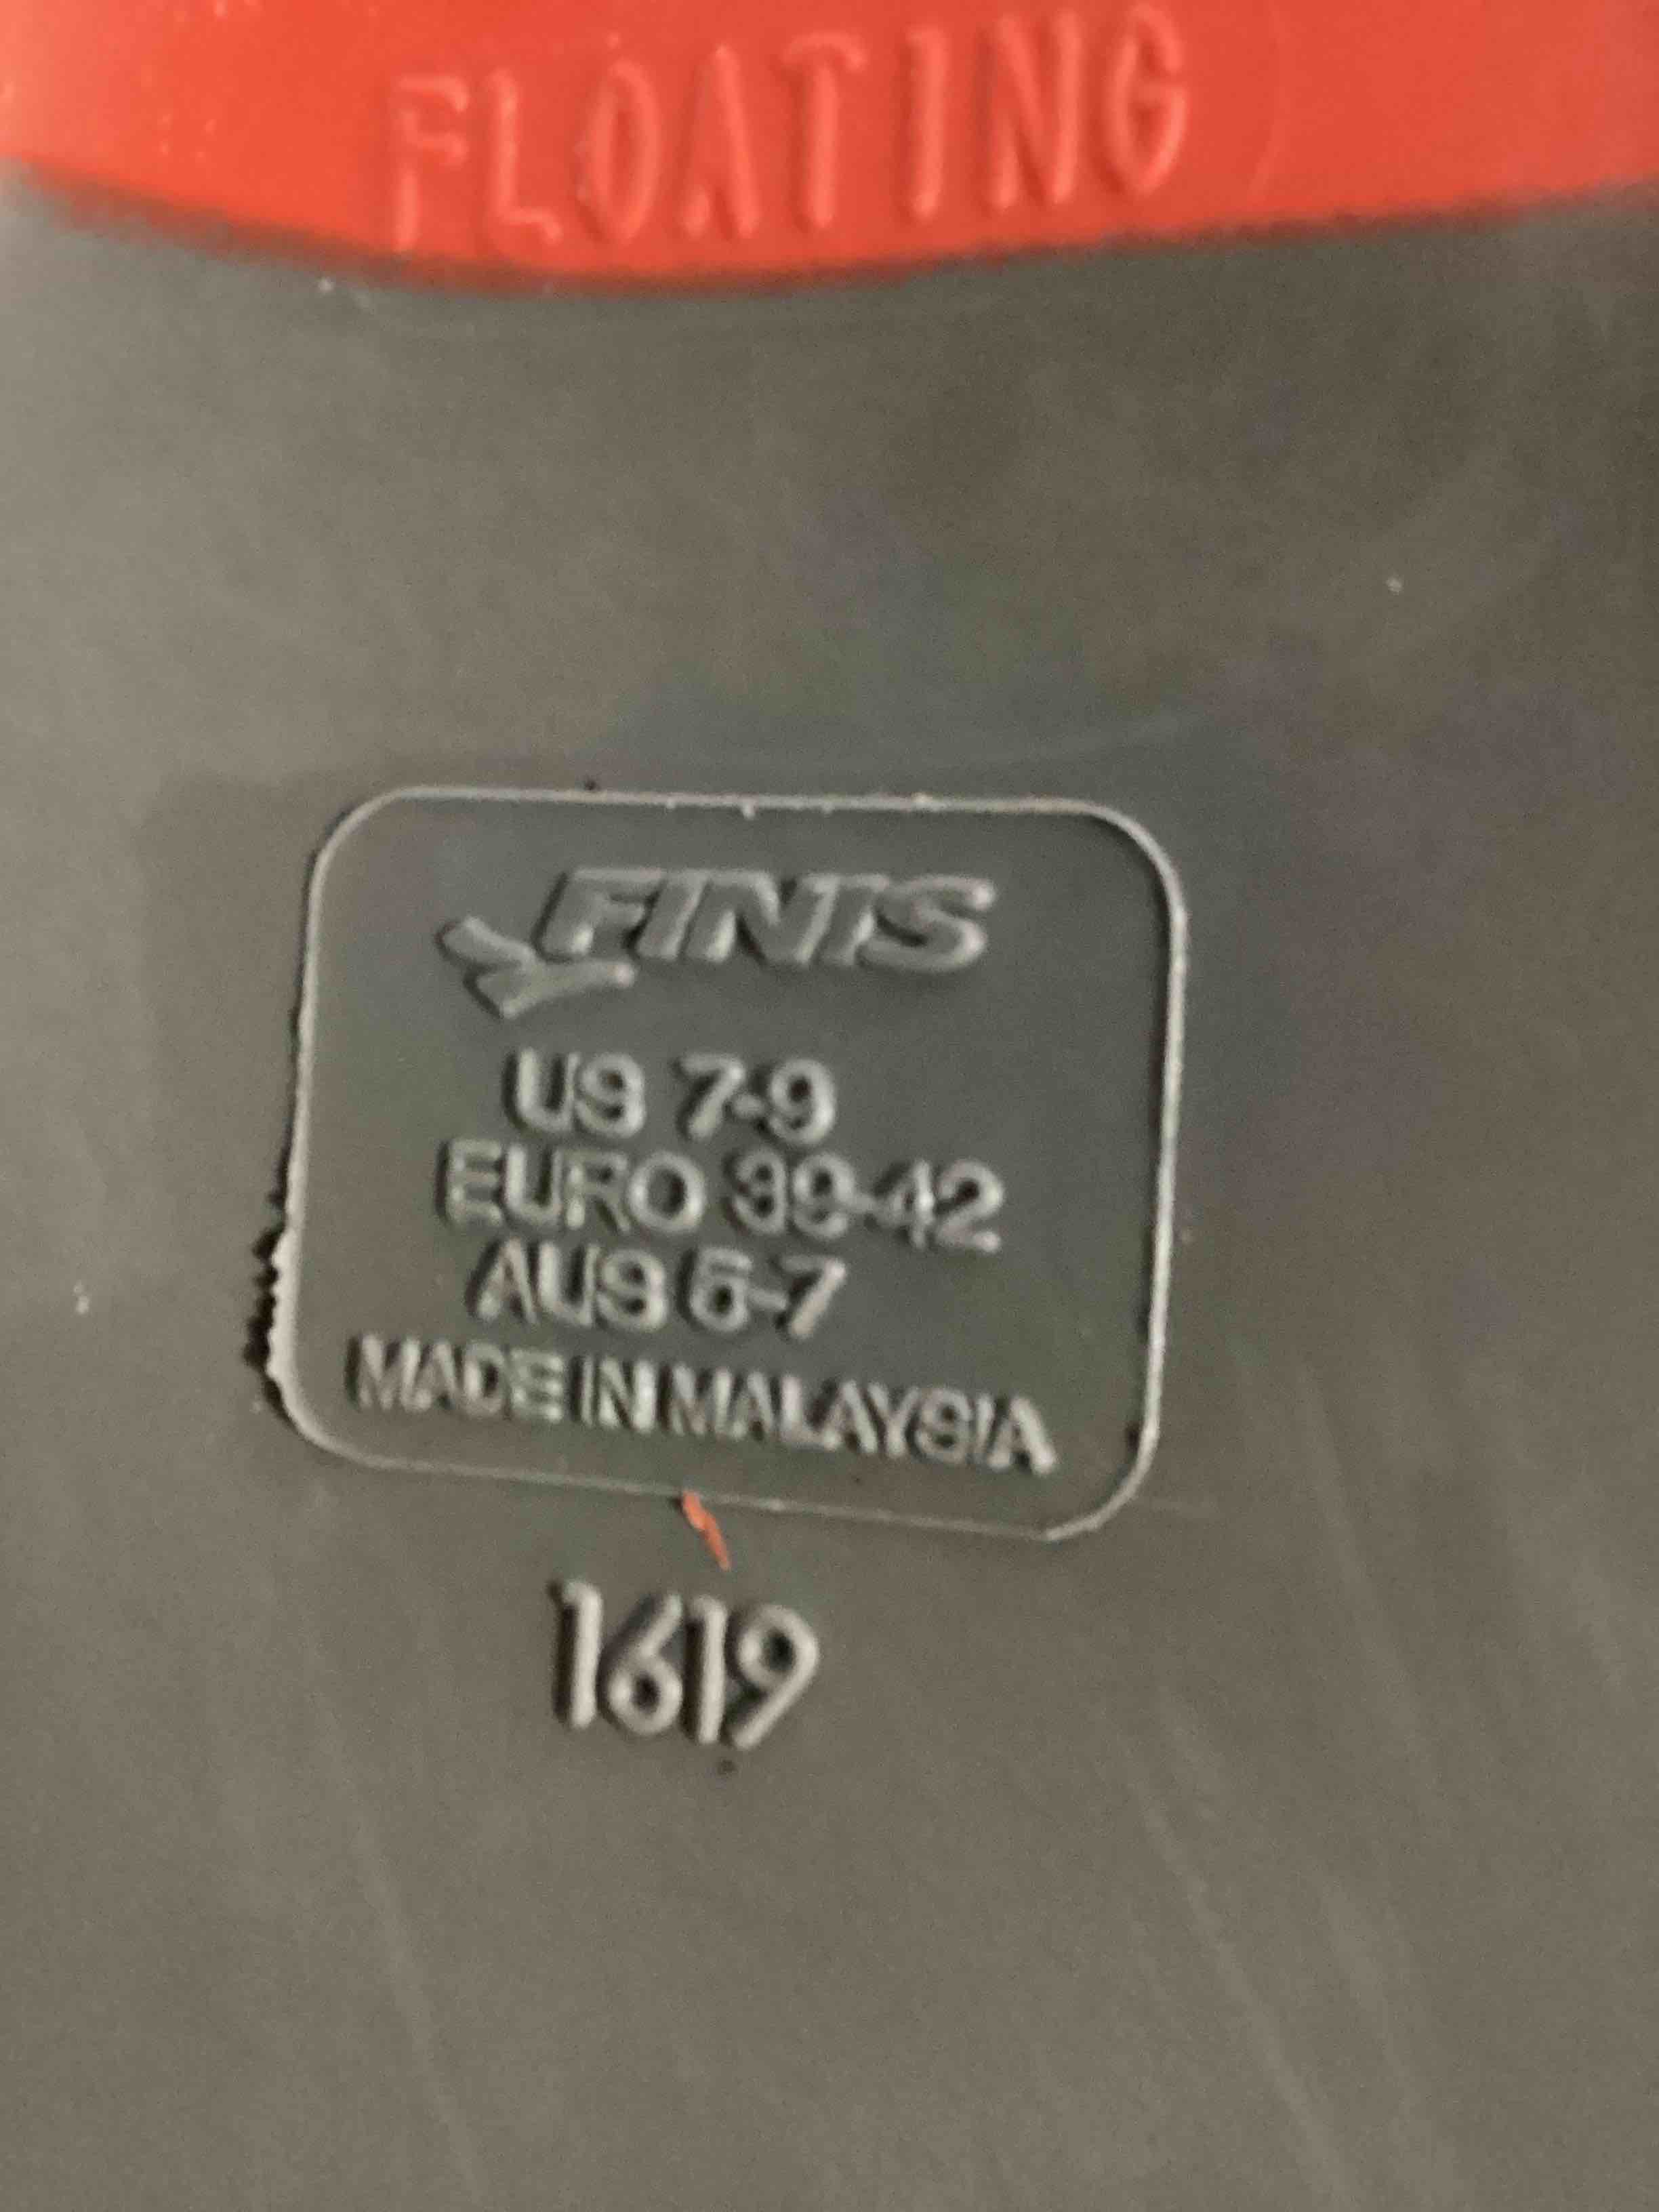 FLOATING
FINIS
US 7-9
EURO 39-42
AUS 5-7
MADE IN MALAYSIA
1619